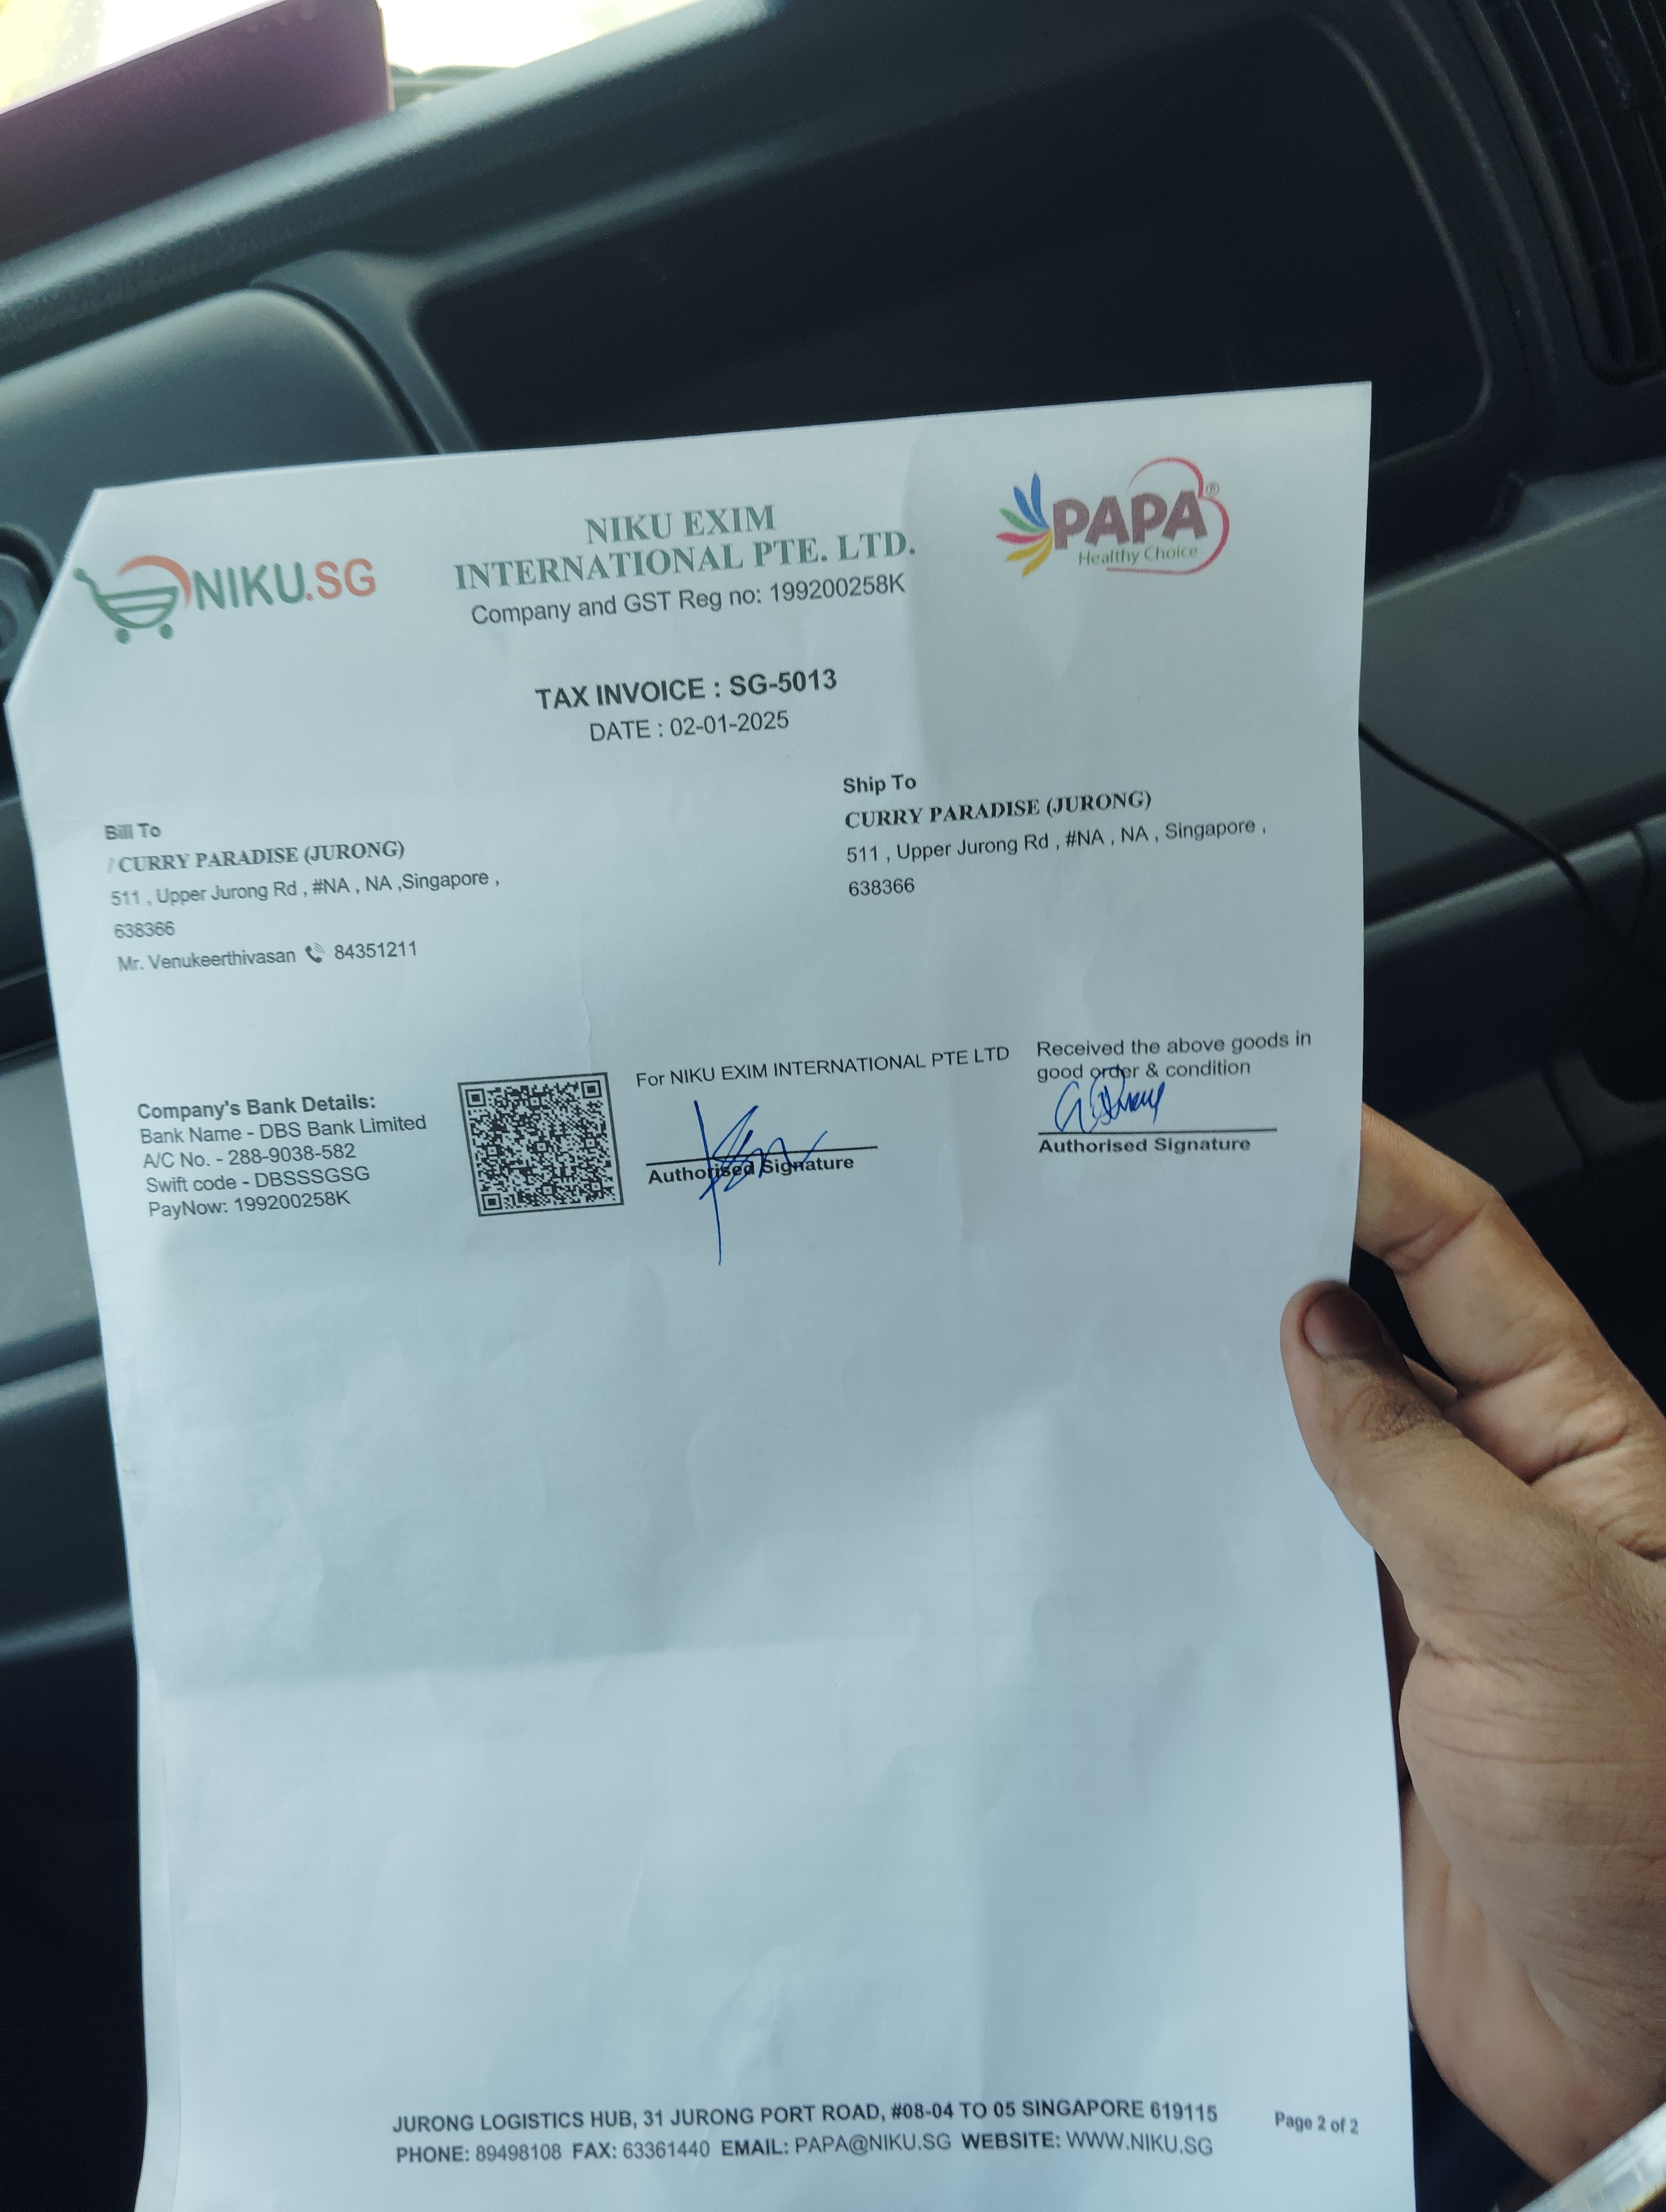 NIKU.SG
NIKU EXIM
INTERNATIONAL PTE. LTD.
Company and GST Reg no: 199200258K
PAPA®
Healthy Choice
TAX INVOICE : SG-5013
DATE : 02-01-2025
Bill To
/ CURRY PARADISE (JURONG)
511 , Upper Jurong Rd , #NA , NA ,Singapore ,
638366
Mr. Venukeerthivasan 84351211
Ship To
CURRY PARADISE (JURONG)
511 , Upper Jurong Rd , #NA , NA , Singapore ,
638366
Company's Bank Details:
Bank Name - DBS Bank Limited
A/C No. - 288-9038-582
Swift code - DBSSSGSG
PayNow: 199200258K
For NIKU EXIM INTERNATIONAL PTE LTD
Authorised Signature
Received the above goods in
good order & condition
Authorised Signature
JURONG LOGISTICS HUB, 31 JURONG PORT ROAD, #08-04 TO 05 SINGAPORE 619115
PHONE: 89498108 FAX: 63361440 EMAIL: PAPA@NIKU.SG WEBSITE: WWW.NIKU.SG
Page 2 of 2